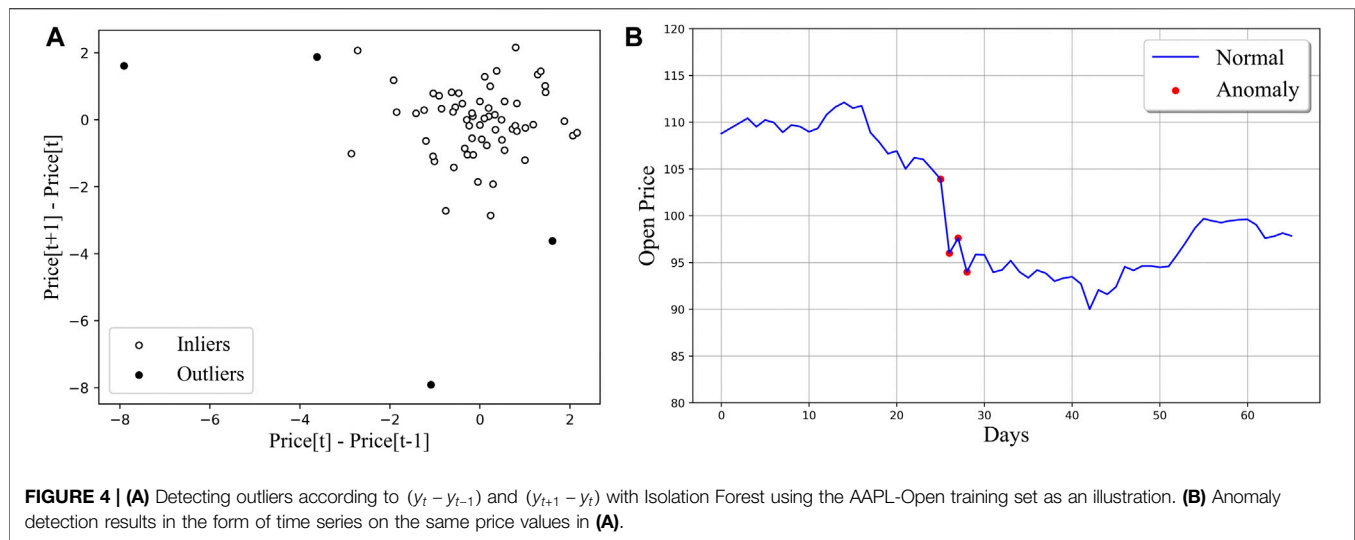 A
Price[t+1] - Price[t]
2
0
−2
−4
−6
−8
Inliers
Outliers
−8 −6 −4 −2 0 2
Price[t] - Price[t-1]
B
Open Price
120
115
110
105
100
95
90
85
80
Normal
Anomaly
0 10 20 30 40 50 60
Days
FIGURE 4 | (A) Detecting outliers according to (yₜ − yₜ₋₁) and (yₜ₊₁ − yₜ) with Isolation Forest using the AAPL-Open training set as an illustration. (B) Anomaly
detection results in the form of time series on the same price values in (A).